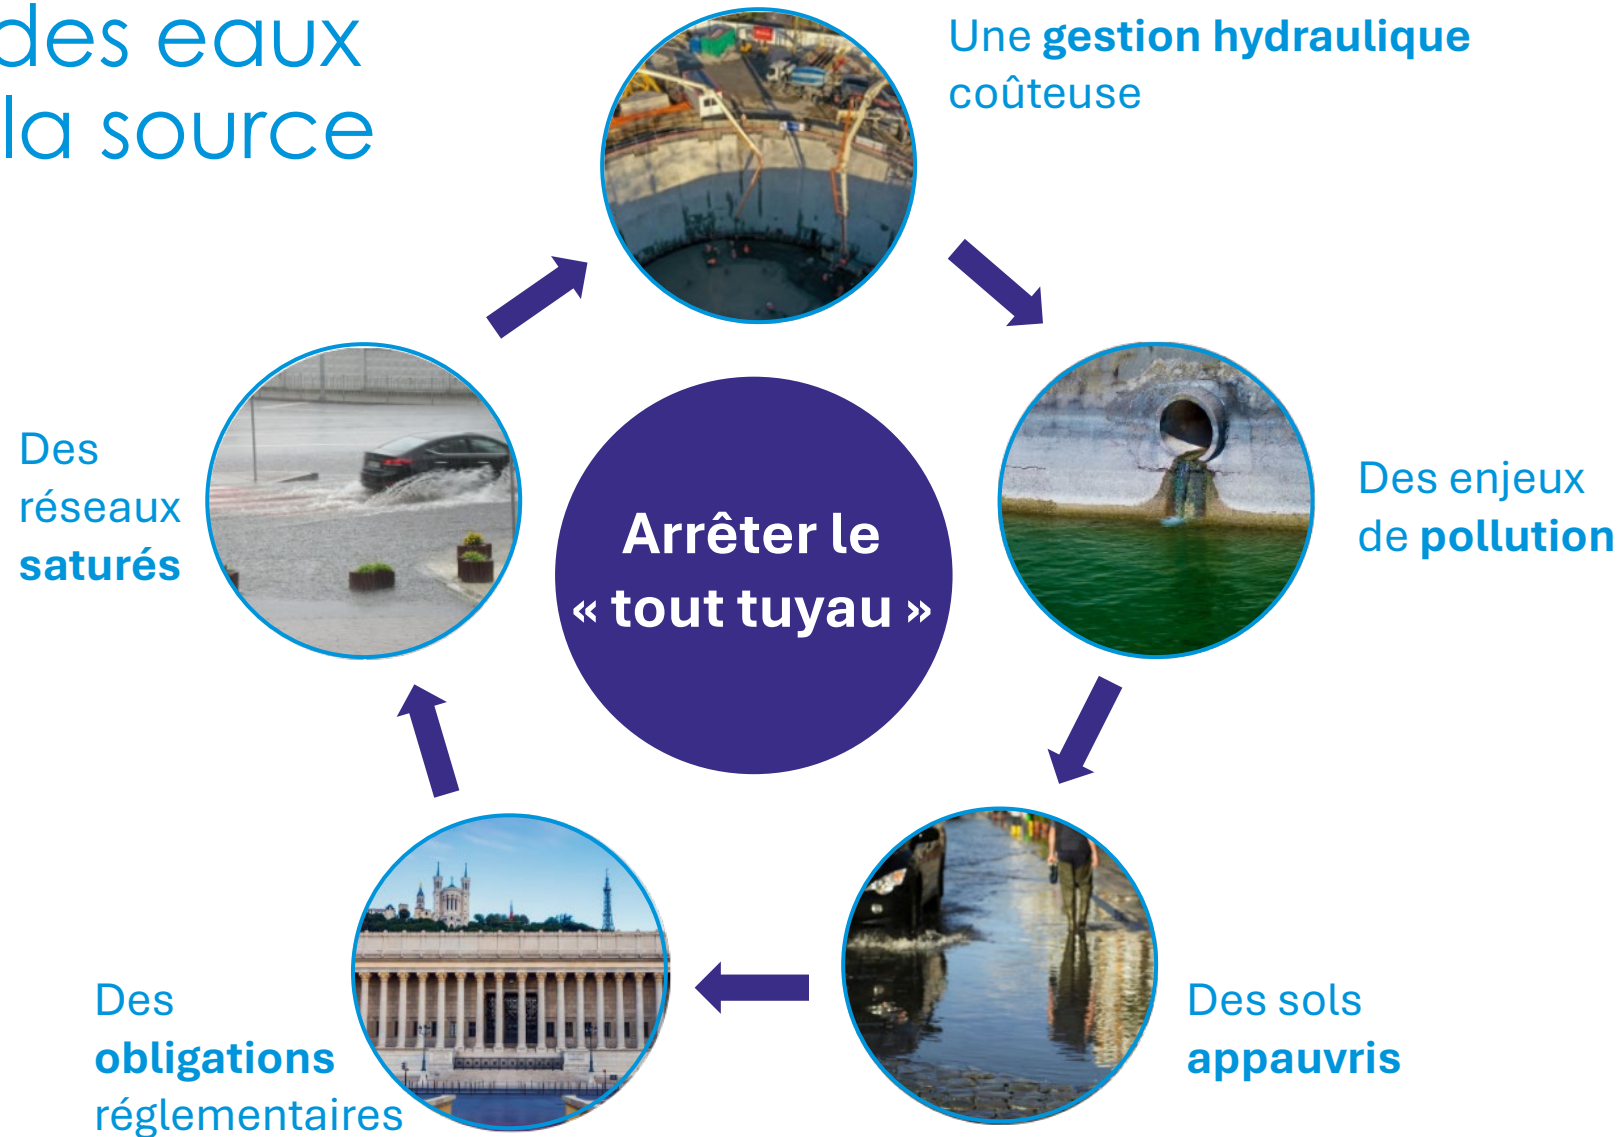 des eaux
la source
Une gestion hydraulique
coûteuse
Des
réseaux
saturés
Arrêter le
« tout tuyau »
Des enjeux
de pollution
Des
obligations
réglementaires
Des sols
appauvris